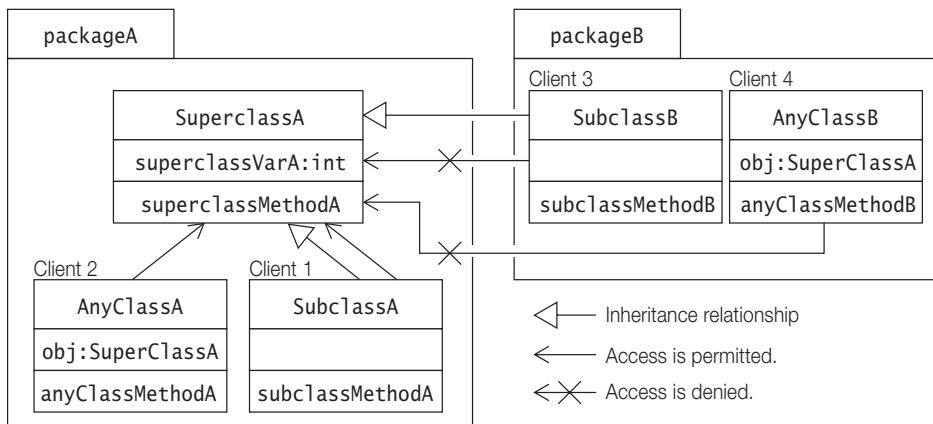 packageA
packageB
Client 3
Client 4
SuperclassA
SubclassB
AnyClassB
superclassVarA:int
obj:SuperClassA
superclassMethodA
subclassMethodB
anyClassMethodB
Client 2
Client 1
AnyClassA
SubclassA
obj:SuperClassA
anyClassMethodA
subclassMethodA
Inheritance relationship
Access is permitted.
Access is denied.